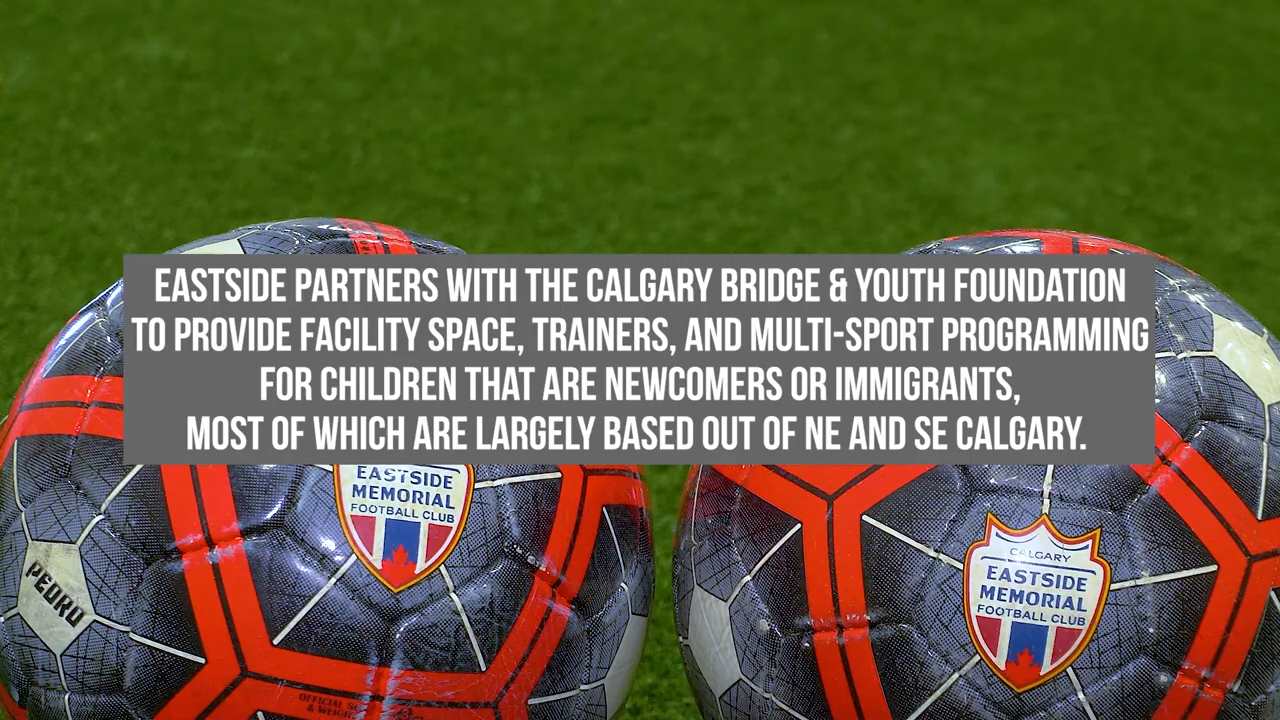 EASTSIDE PARTNERS WITH THE CALGARY BRIDGE & YOUTH FOUNDATION
TO PROVIDE FACILITY SPACE, TRAINERS, AND MULTI-SPORT PROGRAMMING
FOR CHILDREN THAT ARE NEWCOMERS OR IMMIGRANTS,
MOST OF WHICH ARE LARGELY BASED OUT OF NE AND SE CALGARY.
EASTSIDE
MEMORIAL
FOOTBALL CLUB
PEDRO
OFFICIAL
& WEIGHT
CALGARY
EASTSIDE
MEMORIAL
FOOTBALL CLUB